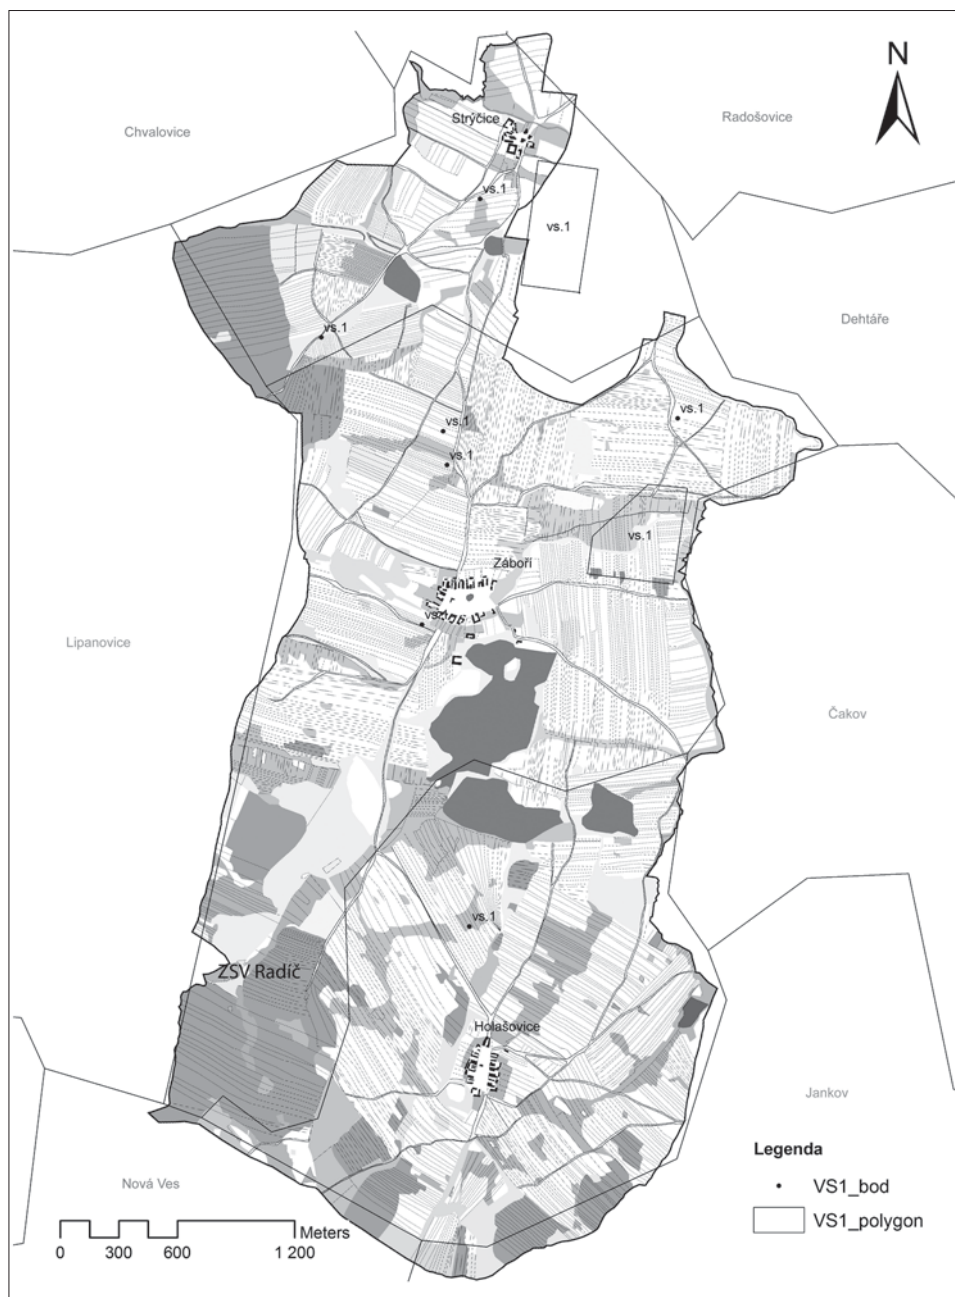 N
Strýčice
Radošovice
Chvalovice
vs.1
vs.1
Dehtáře
vs.1
vs.1
vs.1
vs.1
vs.1
Záboří
Lipanovice
Čakov
vs.1
ZSV Radíč
Holašovice
Jankov
Legenda
Nová Ves
VS1_bod
VS1_polygon
Meters
0 300 600 1 200